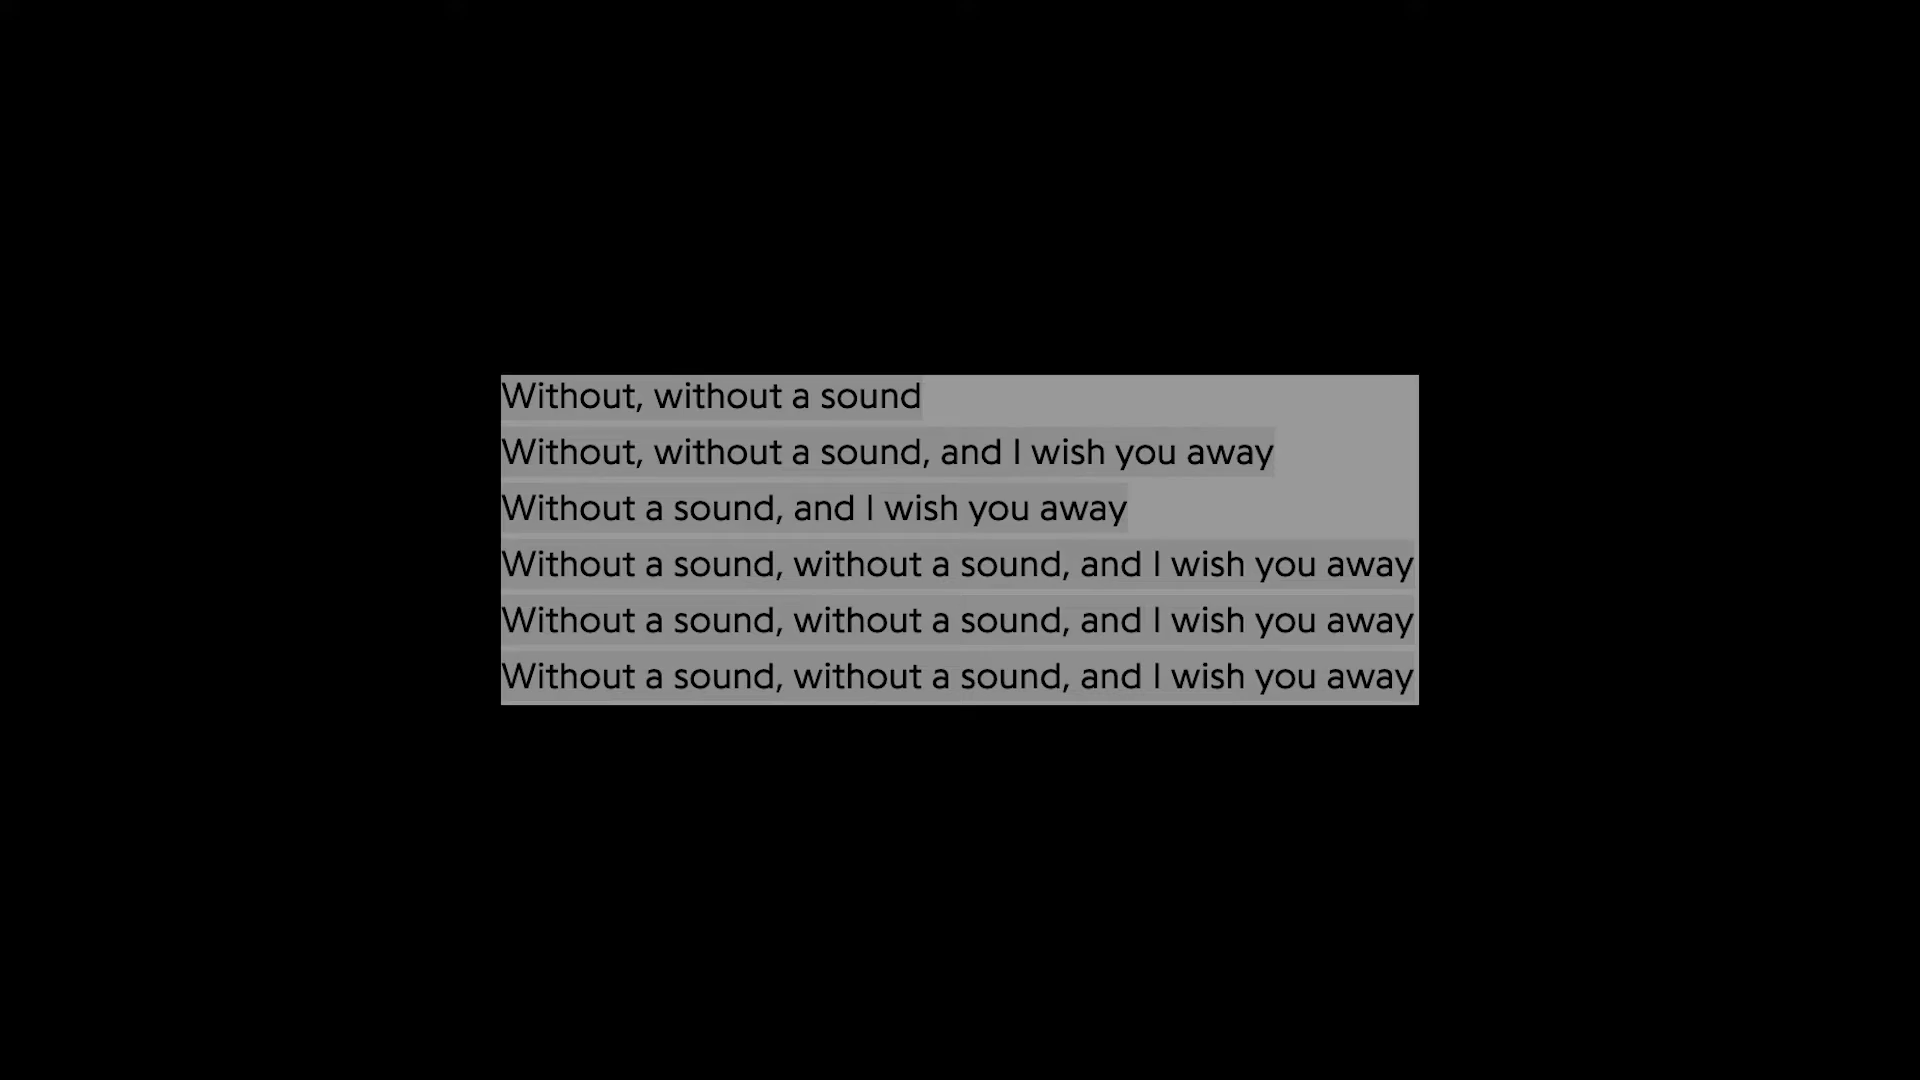 Without, without a sound
Without, without a sound, and I wish you away
Without a sound, and I wish you away
Without a sound, without a sound, and I wish you away
Without a sound, without a sound, and I wish you away
Without a sound, without a sound, and I wish you away